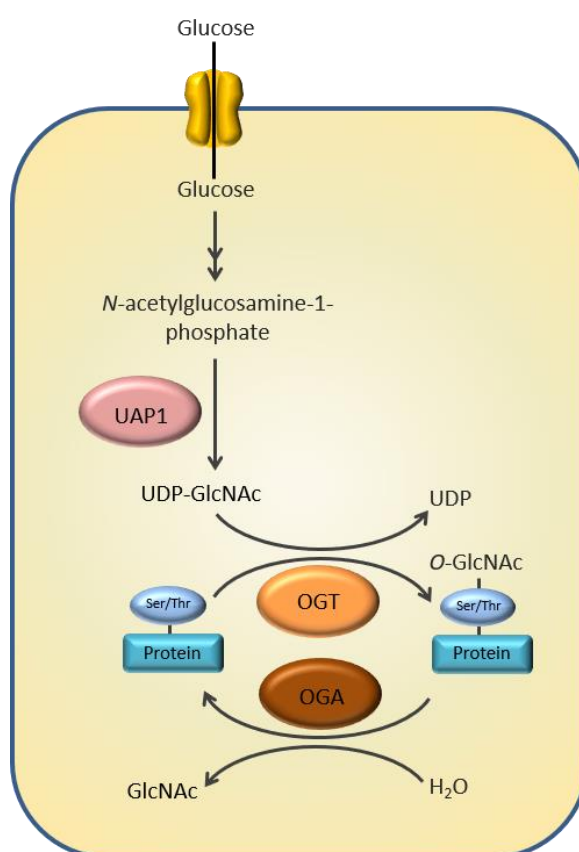 Glucose
Glucose
N-acetylglucosamine-1-
phosphate
UAP1
UDP-GlcNAc
UDP
O-GlcNAc
Ser/Thr
OGT
Ser/Thr
Protein
Protein
OGA
GlcNAc
H₂O